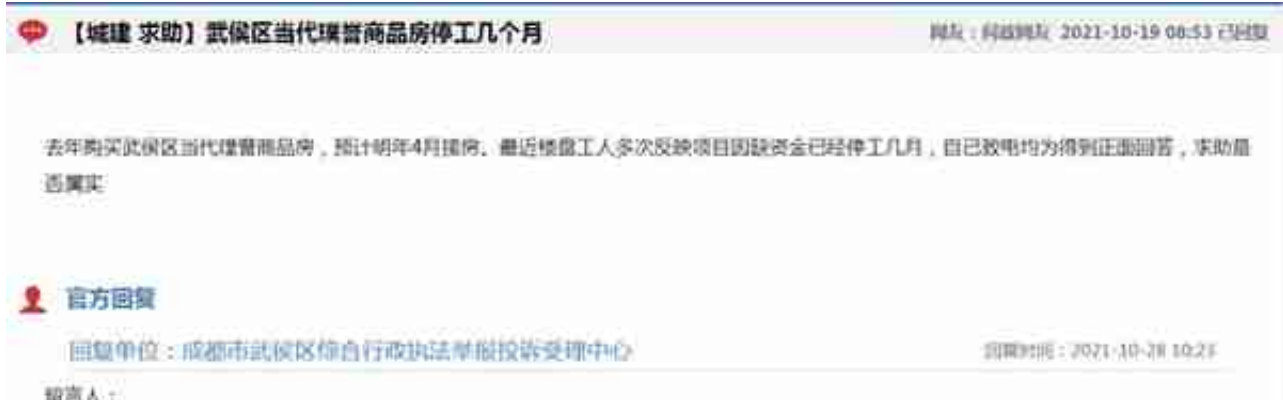 【城建 求助】武侯区当代璞誉商品房停工几个月
网友：问政网友 2021-10-19 08:53 已回复
去年购买武侯区当代璞誉商品房，预计明年4月接房。最近楼盘工人多次反映项目因缺资金已经停工几月，自己致电均为得到正面回答，求助是
否属实
官方回复
回复单位：成都市武侯区综合行政执法举报投诉受理中心
回复时间：2021-10-28 10:23
留言人：